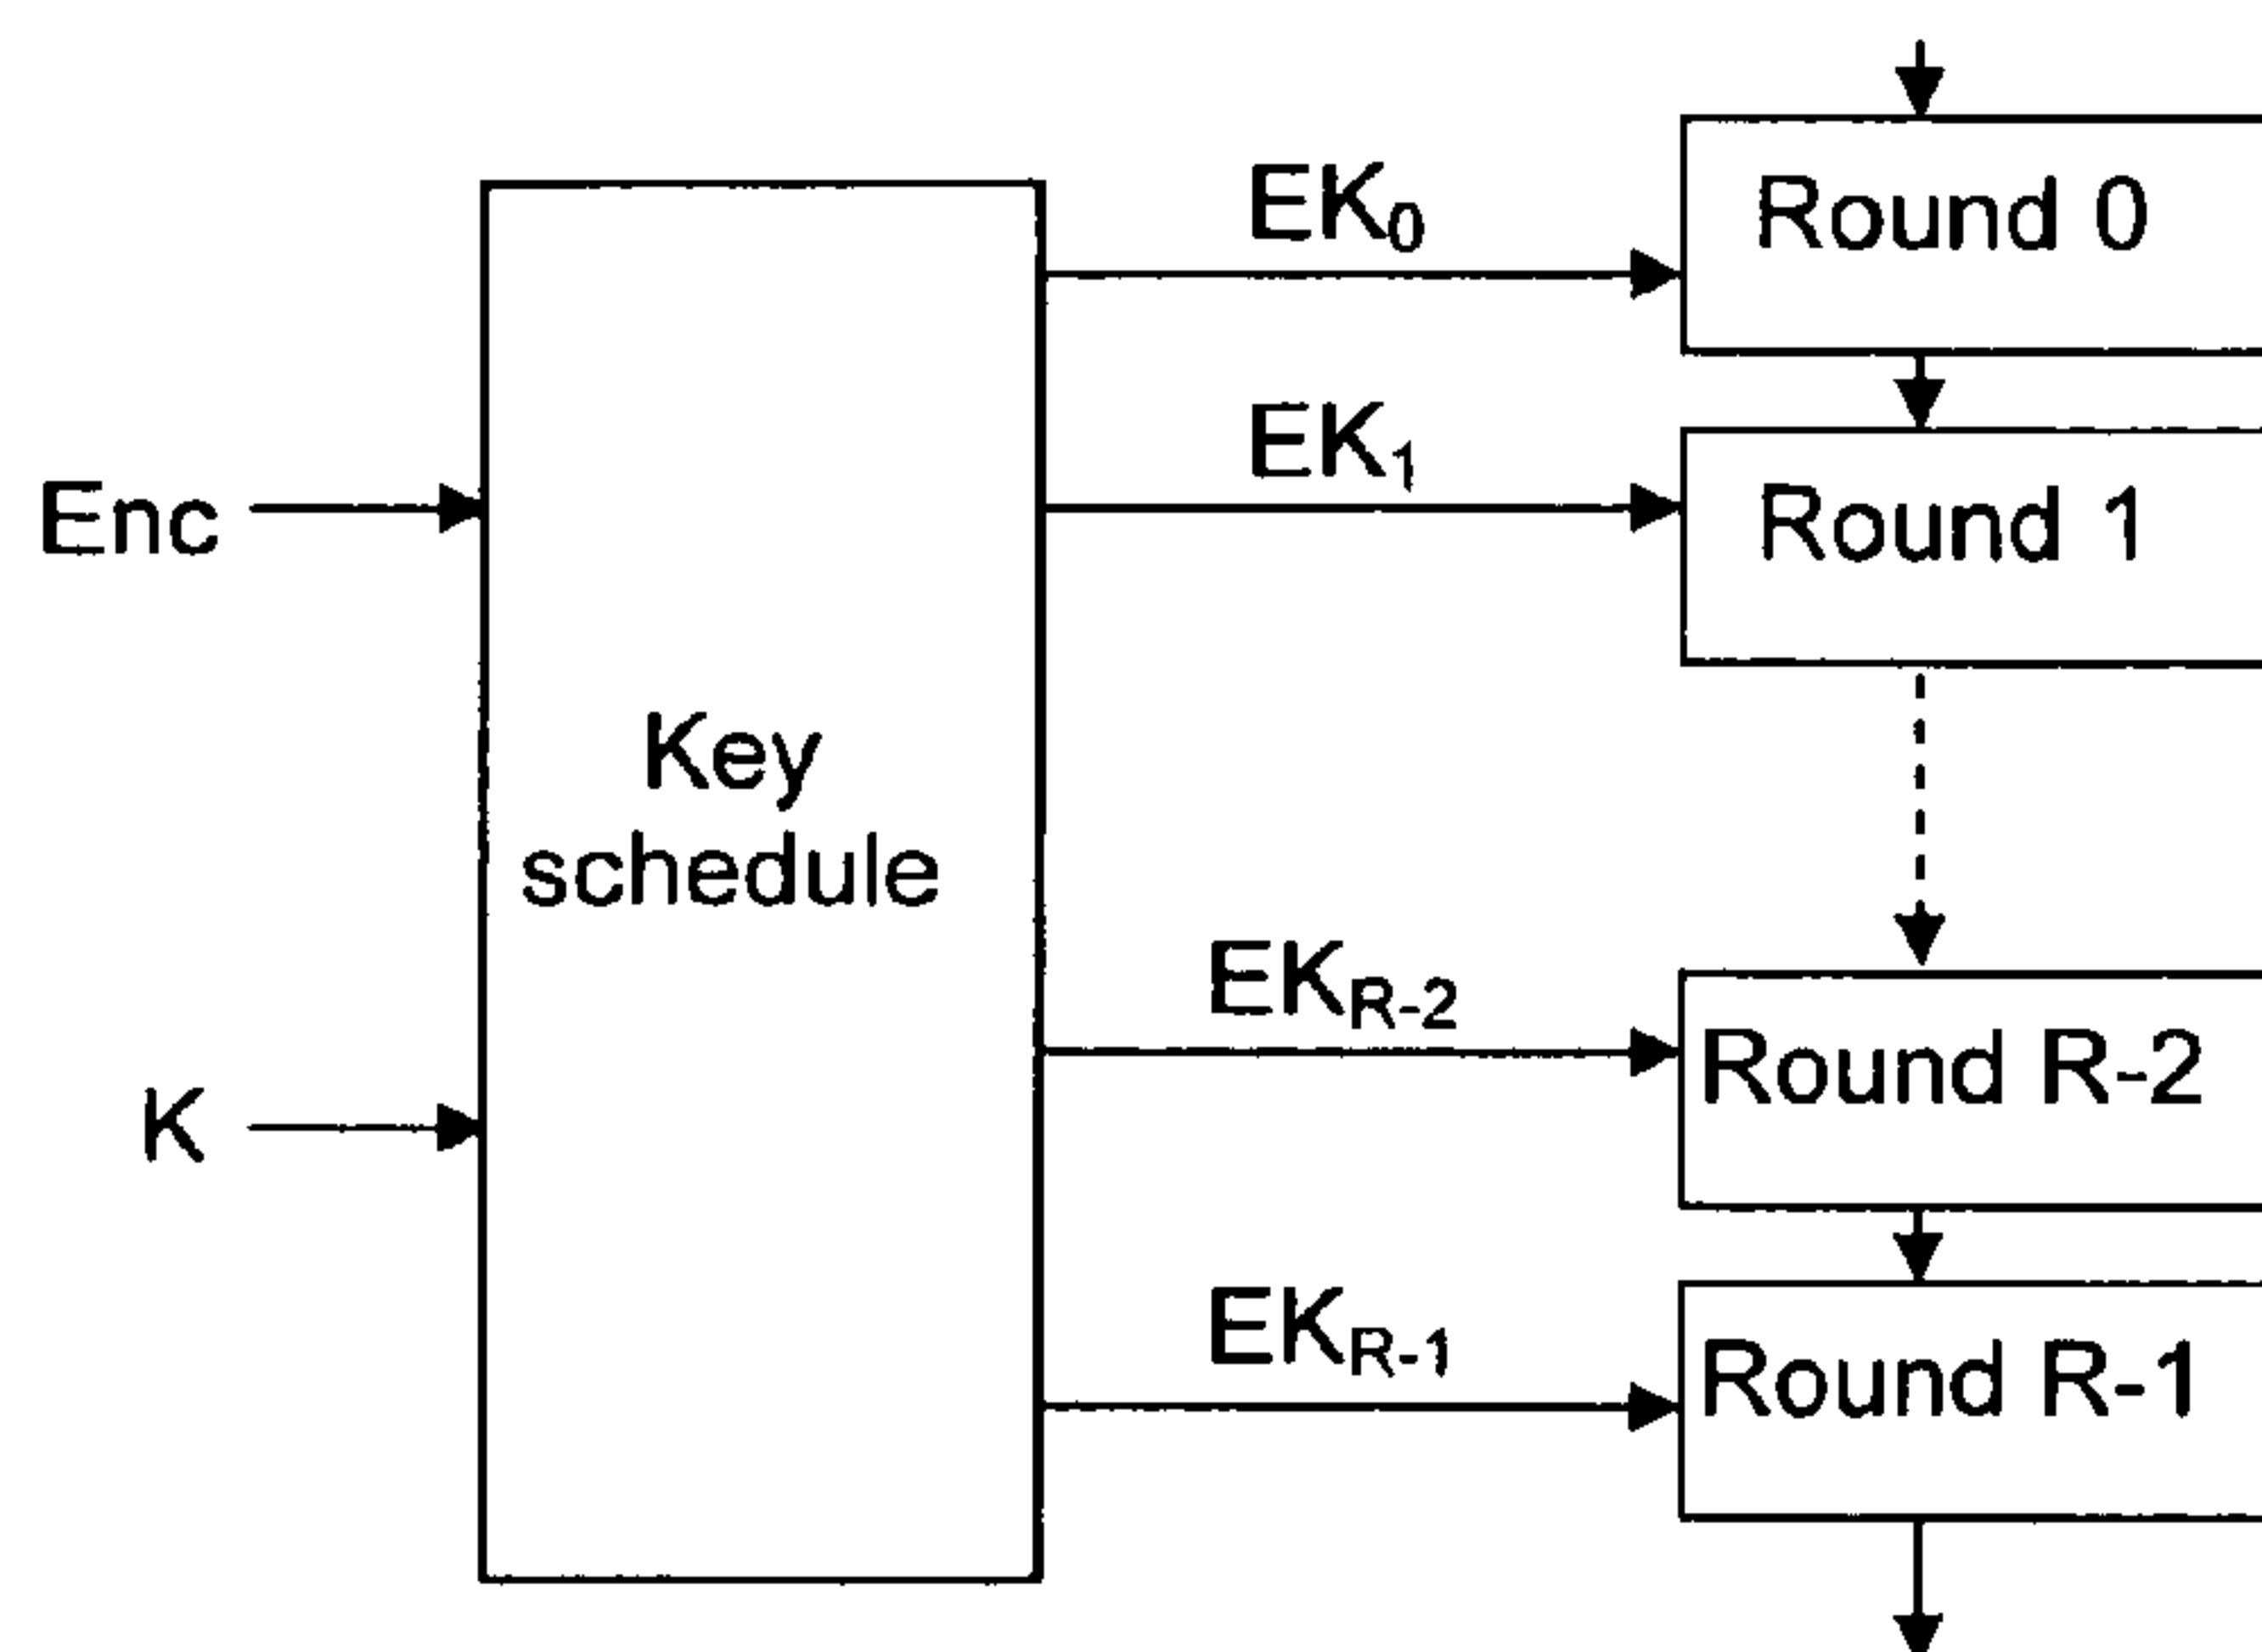 EK₀
Round 0
EK₁
Round 1
Enc
Key
schedule
EK_R-2
Round R-2
K
EK_R-1
Round R-1